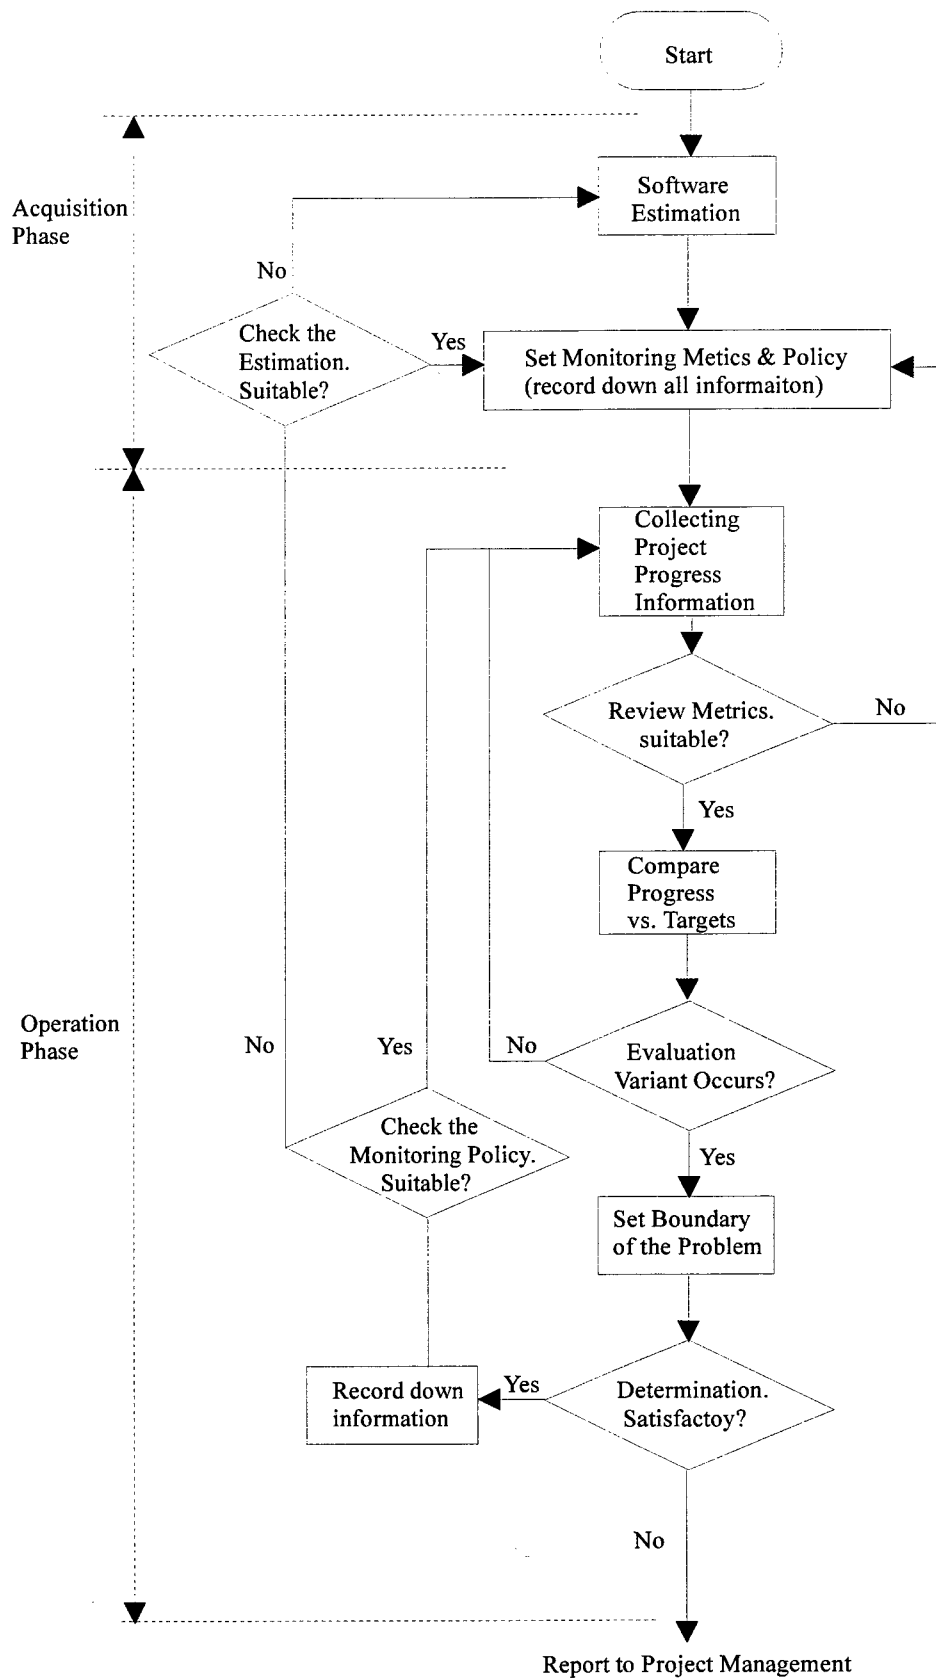 Start
Acquisition
Phase
Software
Estimation
No
Check the
Estimation.
Suitable?
Yes
Set Monitoring Metics & Policy
(record down all informaiton)
Collecting
Project
Progress
Information
Review Metrics.
suitable?
No
Yes
Compare
Progress
vs. Targets
Operation
Phase
No
Yes
No
Evaluation
Variant Occurs?
Check the
Monitoring Policy.
Suitable?
Yes
Set Boundary
of the Problem
Record down
information
Yes
Determination.
Satisfactoy?
No
Report to Project Management